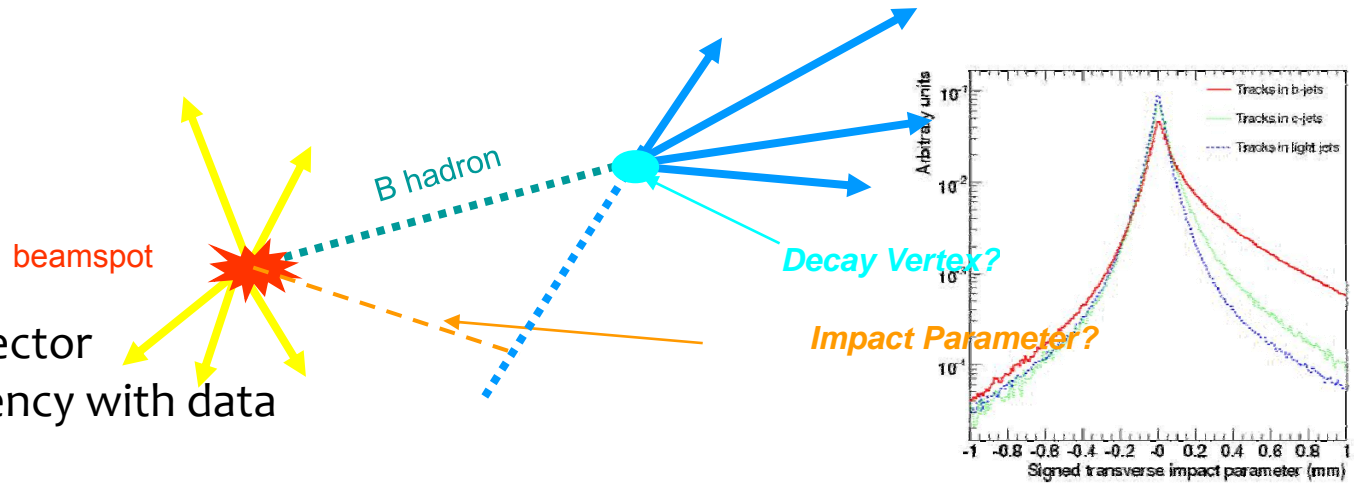 B hadron
beamspot
Decay Vertex?
Impact Parameter?
ector
ency with data
Arbitrary units
10⁻¹
10⁻²
10⁻³
10⁻⁴
Tracks in b-jets
Tracks in c-jets
Tracks in light jets
-1 -0.8 -0.6 -0.4 -0.2 -0 0.2 0.4 0.6 0.8 1
Signed transverse impact parameter (mm)